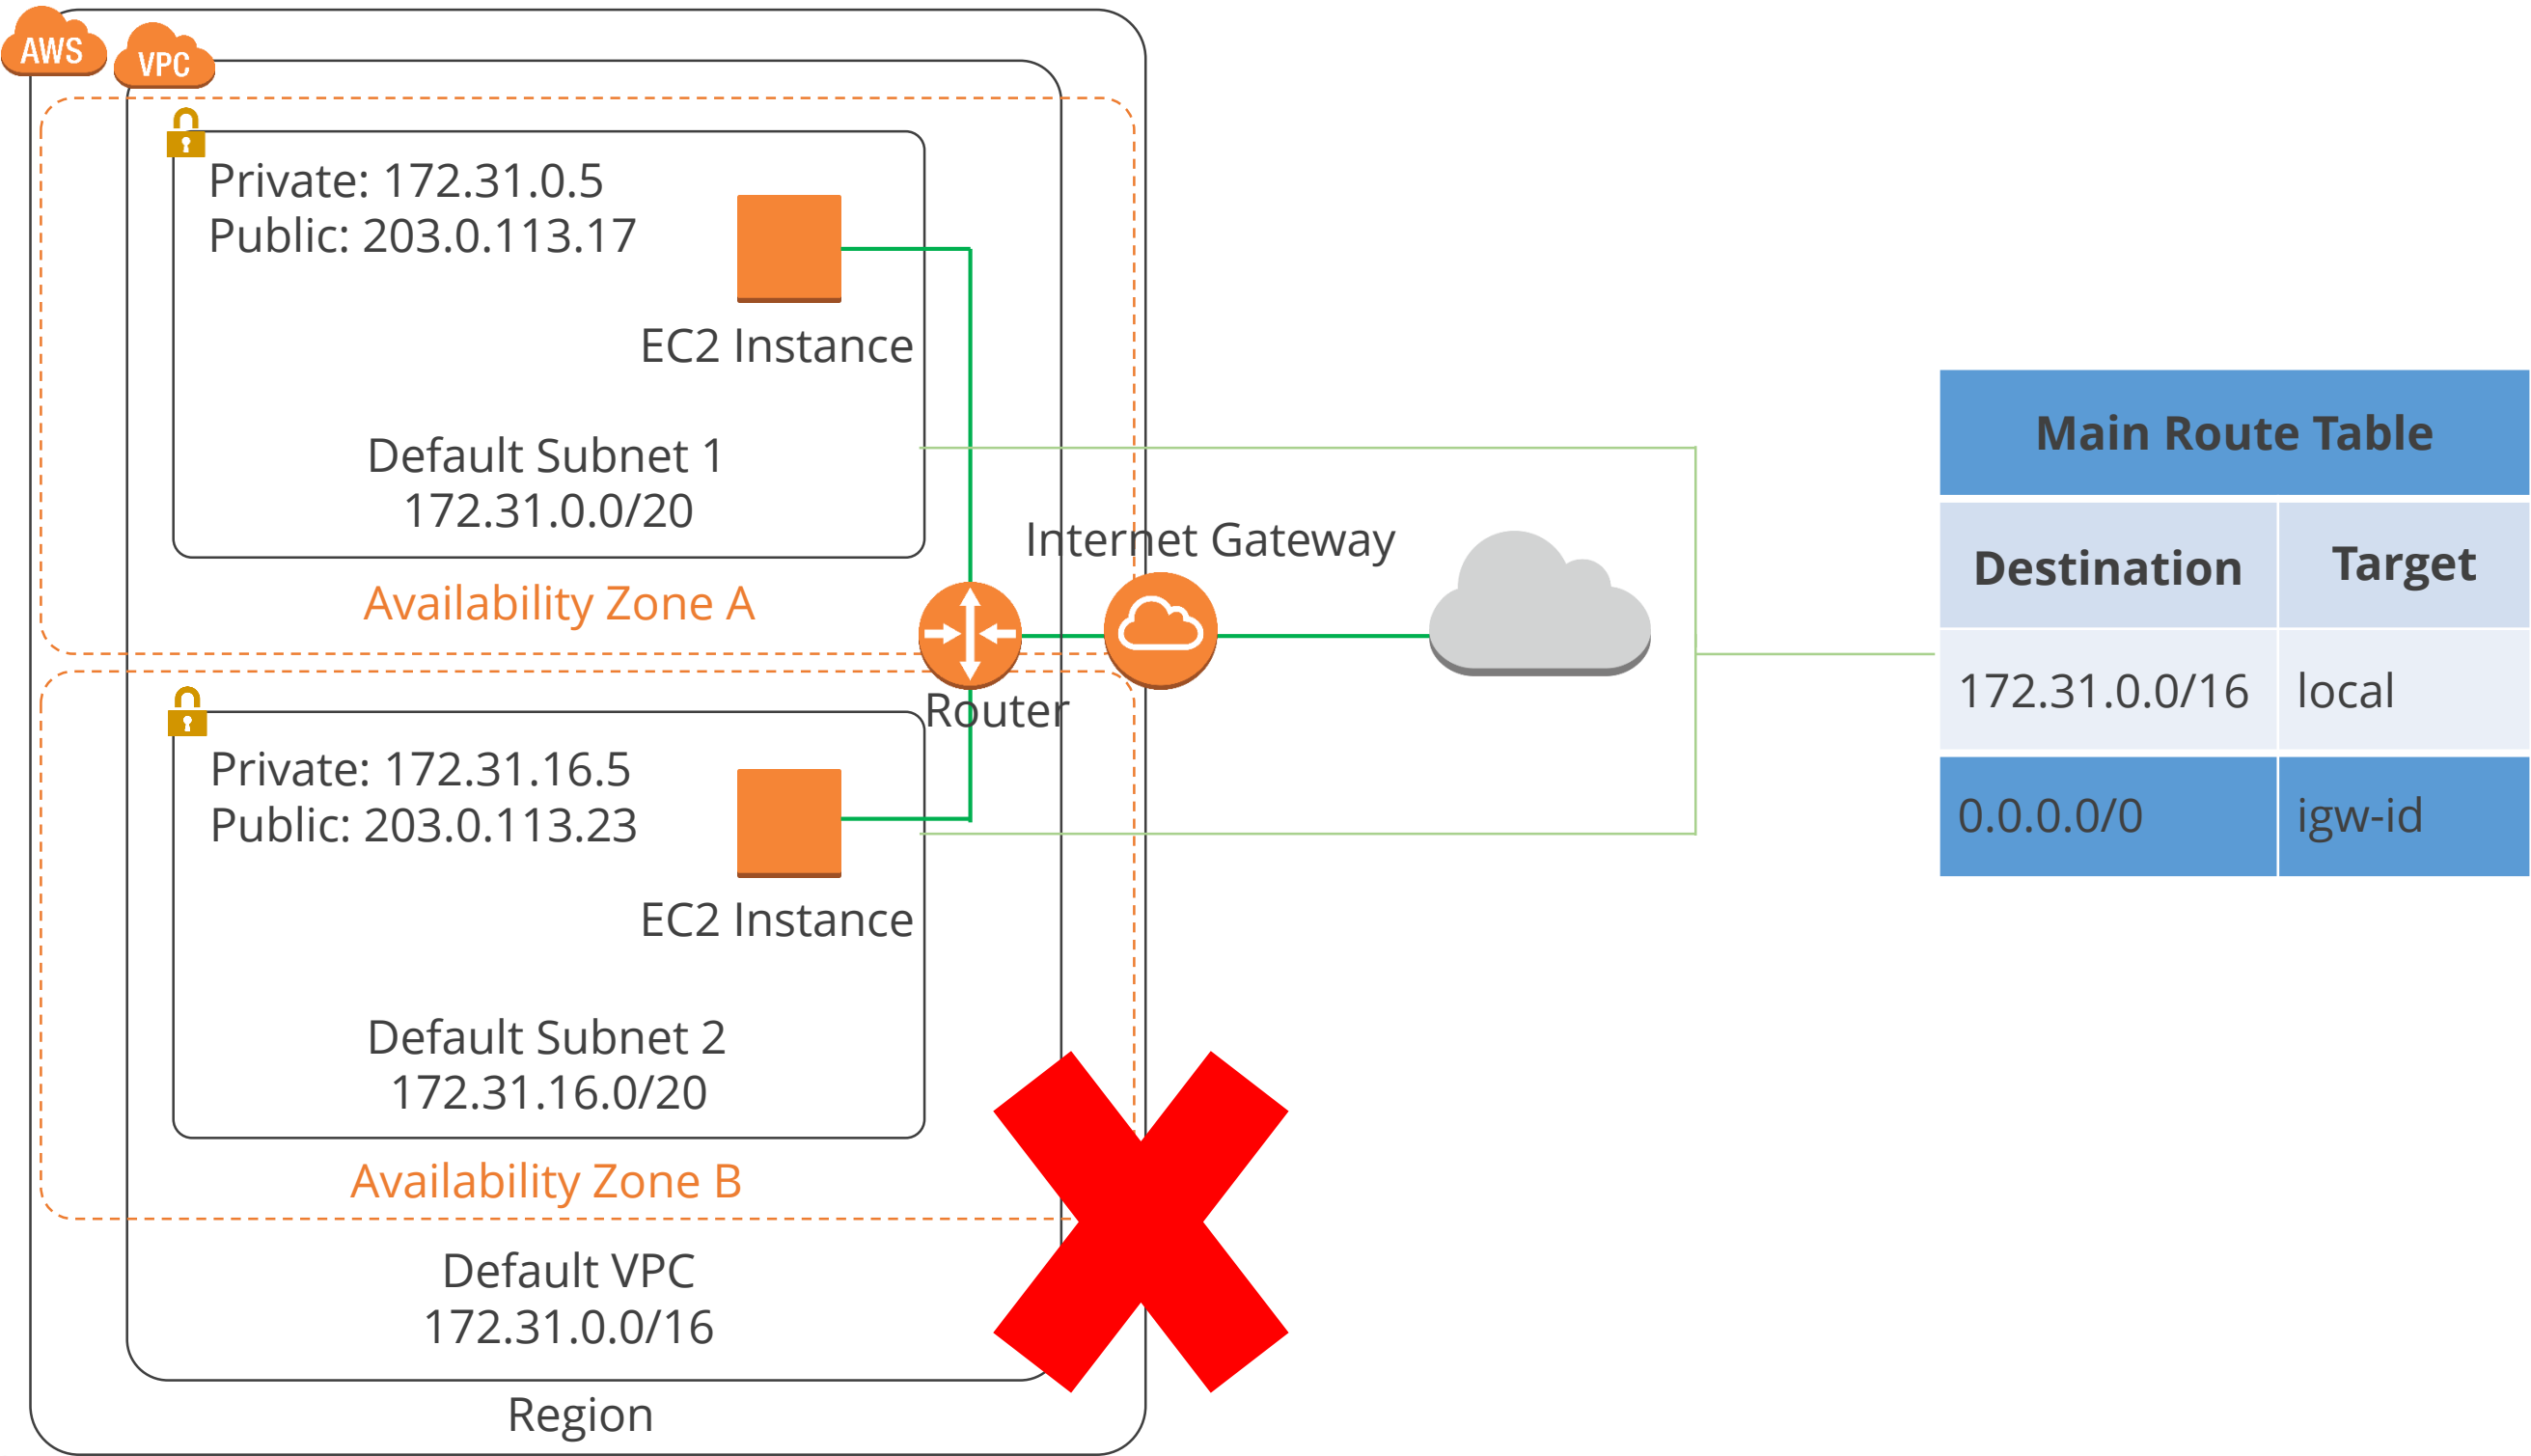 AWS
VPC
Private: 172.31.0.5
Public: 203.0.113.17
EC2 Instance
Default Subnet 1
172.31.0.0/20
Availability Zone A
Internet Gateway
Router
Private: 172.31.16.5
Public: 203.0.113.23
EC2 Instance
Default Subnet 2
172.31.16.0/20
Availability Zone B
Default VPC
172.31.0.0/16
Region
Main Route Table
Destination Target
172.31.0.0/16 local
0.0.0.0/0 igw-id